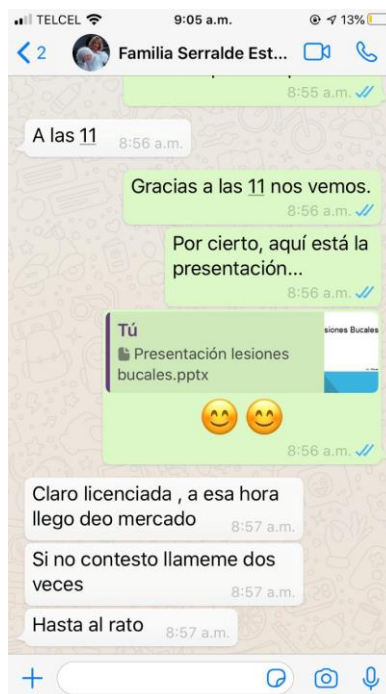 TELCEL 9:05 a.m. 13%
2 Familia Serralde Est...
8:55 a.m.
A las 11 8:56 a.m.
Gracias a las 11 nos vemos.
8:56 a.m.
Por cierto, aquí está la
presentación...
8:56 a.m.
Tú
Presentación lesiones
bucales.pptx
siones Bucales
😊 😊
8:56 a.m.
Claro licenciada , a esa hora
llego deo mercado 8:57 a.m.
Si no contesto llameme dos
veces 8:57 a.m.
Hasta al rato 8:57 a.m.